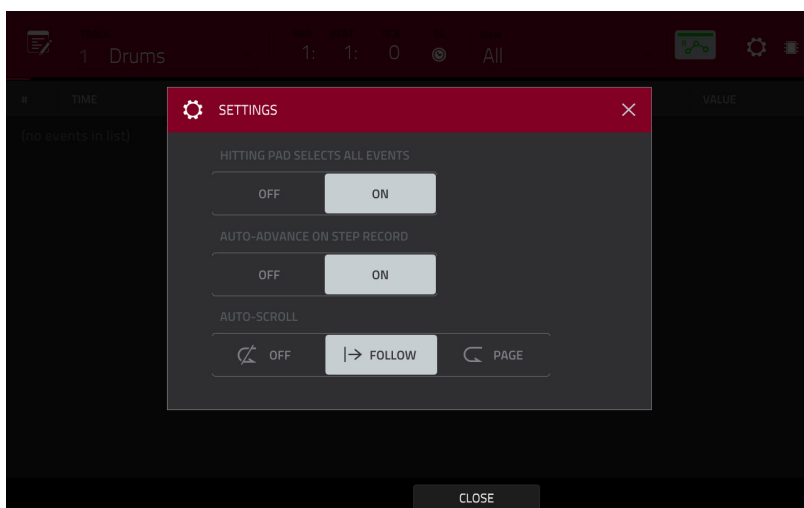 1 Drums 1: 1: 0 All
# TIME VALUE
SETTINGS
(no events in list)
HITTING PAD SELECTS ALL EVENTS
OFF ON
AUTO-ADVANCE ON STEP RECORD
OFF ON
AUTO-SCROLL
OFF FOLLOW PAGE
CLOSE